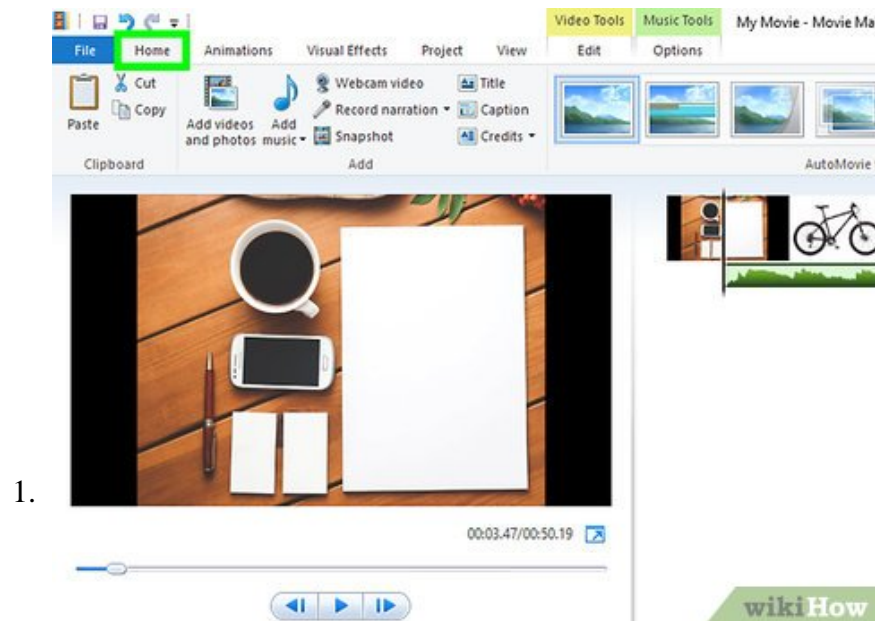 Video Tools Music Tools My Movie - Movie Ma
File Home Animations Visual Effects Project View Edit Options
Paste
Cut
Copy
Clipboard
Add videos
and photos
Add
music
Webcam video
Record narration
Snapshot
Title
Caption
Credits
Add
AutoMovie
1.
00:03.47/00:50.19
wikiHow